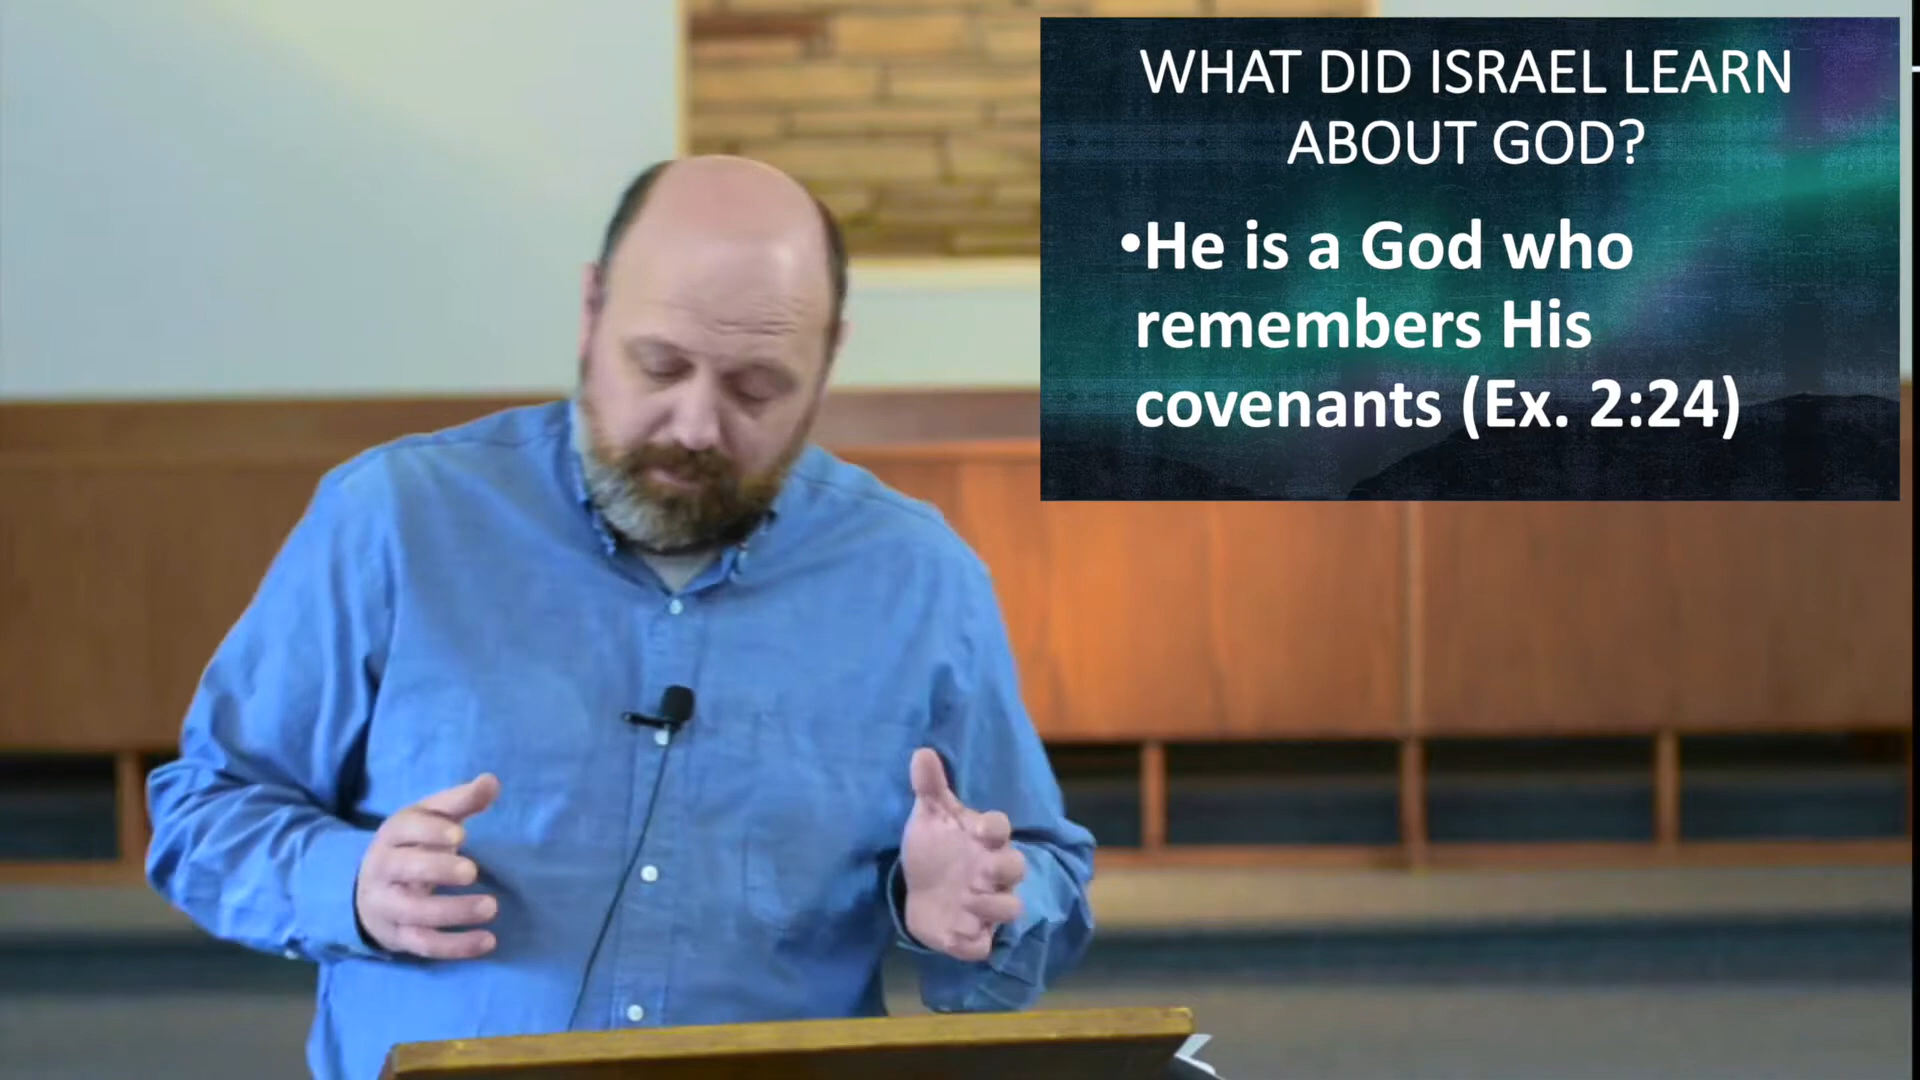 WHAT DID ISRAEL LEARN
ABOUT GOD?
•He is a God who
remembers His
covenants (Ex. 2:24)